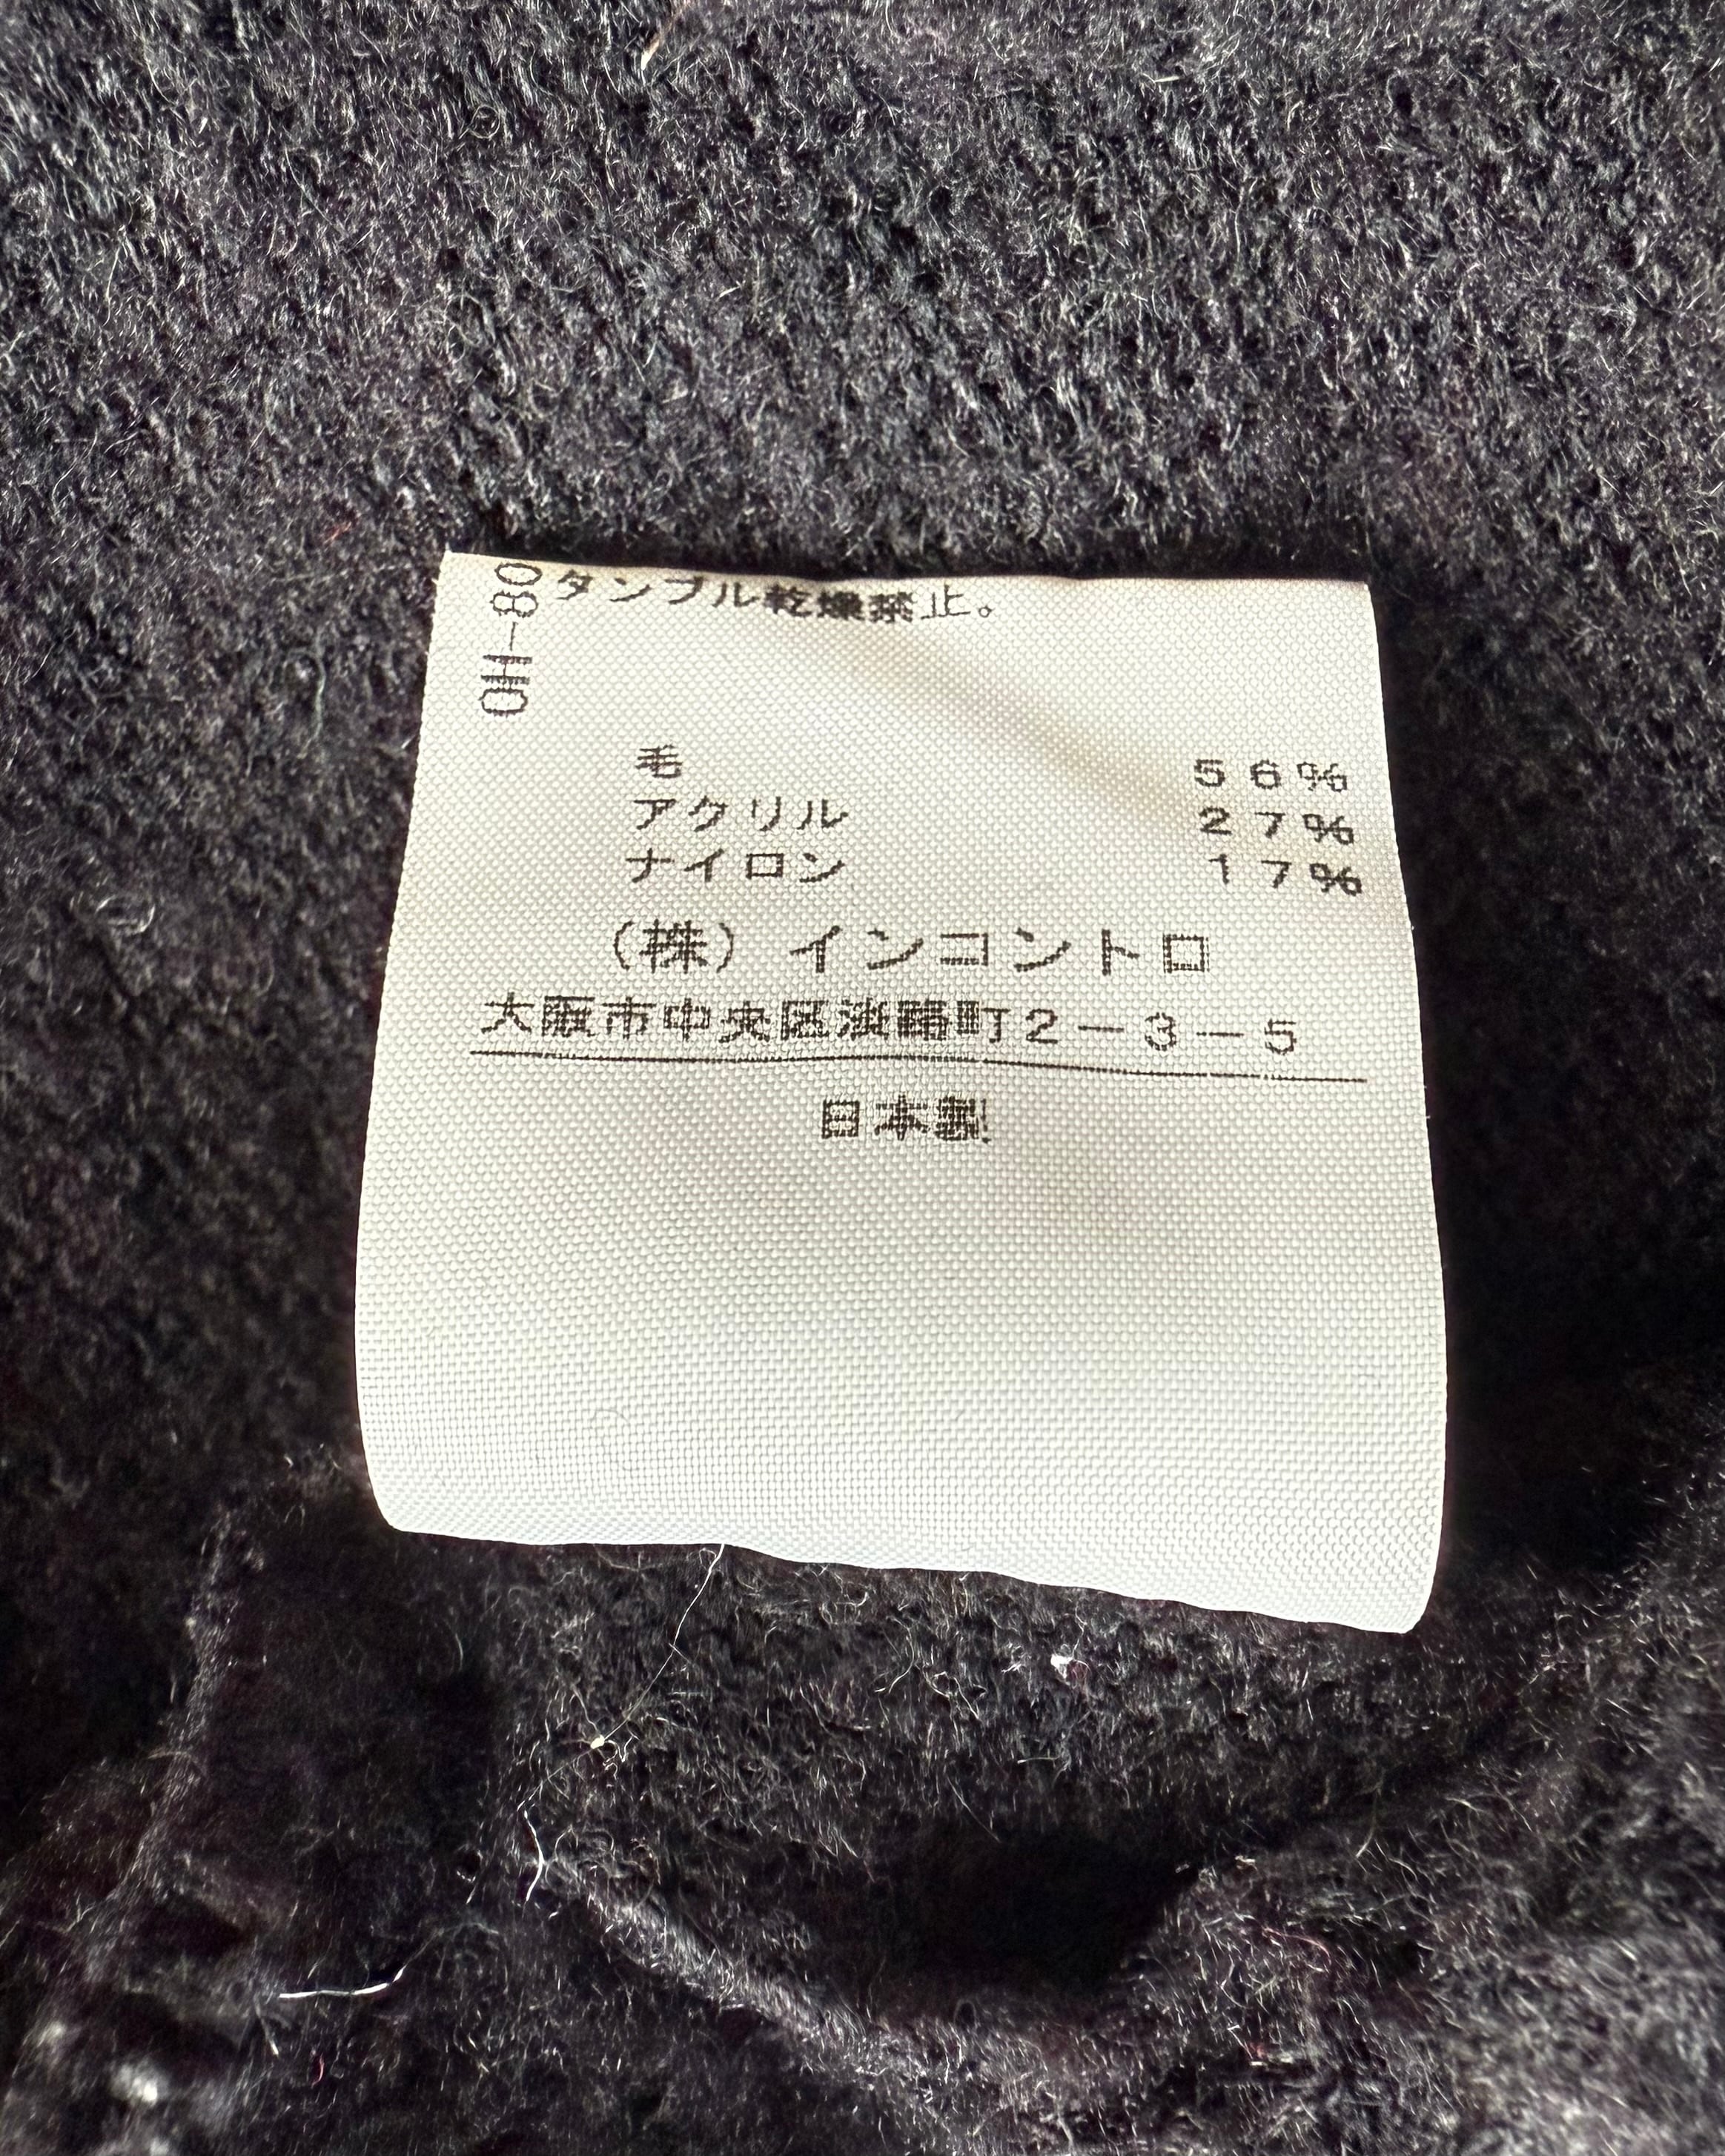 タンブル乾燥禁止。
毛 56%
アクリル 27%
ナイロン 17%
（株）インコントロ
大阪市中央区淡路町2－3－5
日本製